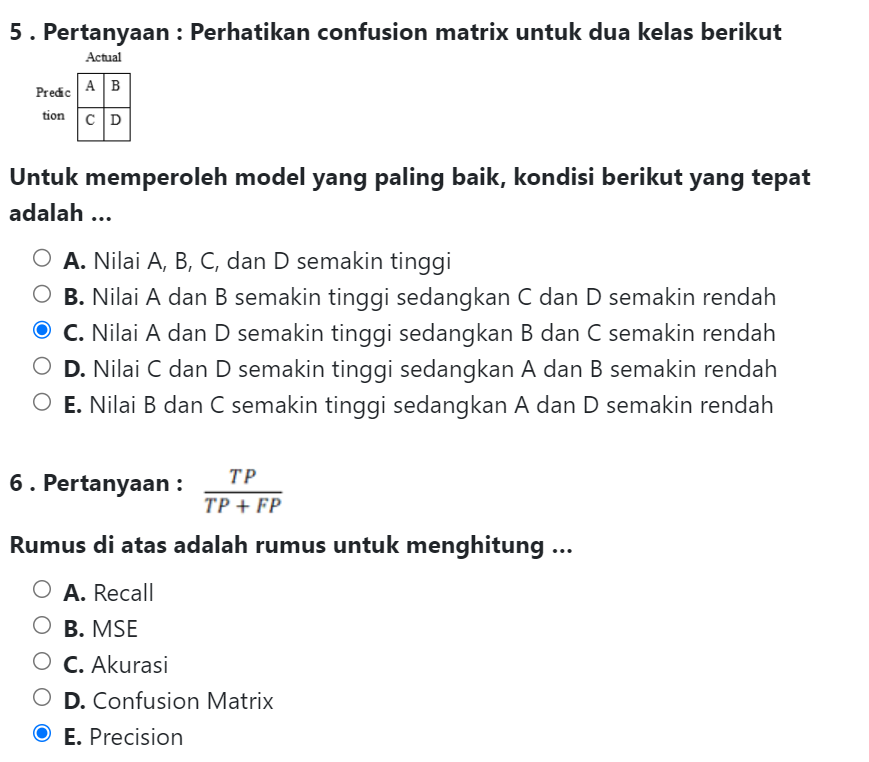 5 . Pertanyaan : Perhatikan confusion matrix untuk dua kelas berikut
Actual
Predic
tion
A B
C D
Untuk memperoleh model yang paling baik, kondisi berikut yang tepat
adalah ...
A. Nilai A, B, C, dan D semakin tinggi
B. Nilai A dan B semakin tinggi sedangkan C dan D semakin rendah
C. Nilai A dan D semakin tinggi sedangkan B dan C semakin rendah
D. Nilai C dan D semakin tinggi sedangkan A dan B semakin rendah
E. Nilai B dan C semakin tinggi sedangkan A dan D semakin rendah
6 . Pertanyaan :
TP
TP + FP
Rumus di atas adalah rumus untuk menghitung ...
A. Recall
B. MSE
C. Akurasi
D. Confusion Matrix
E. Precision